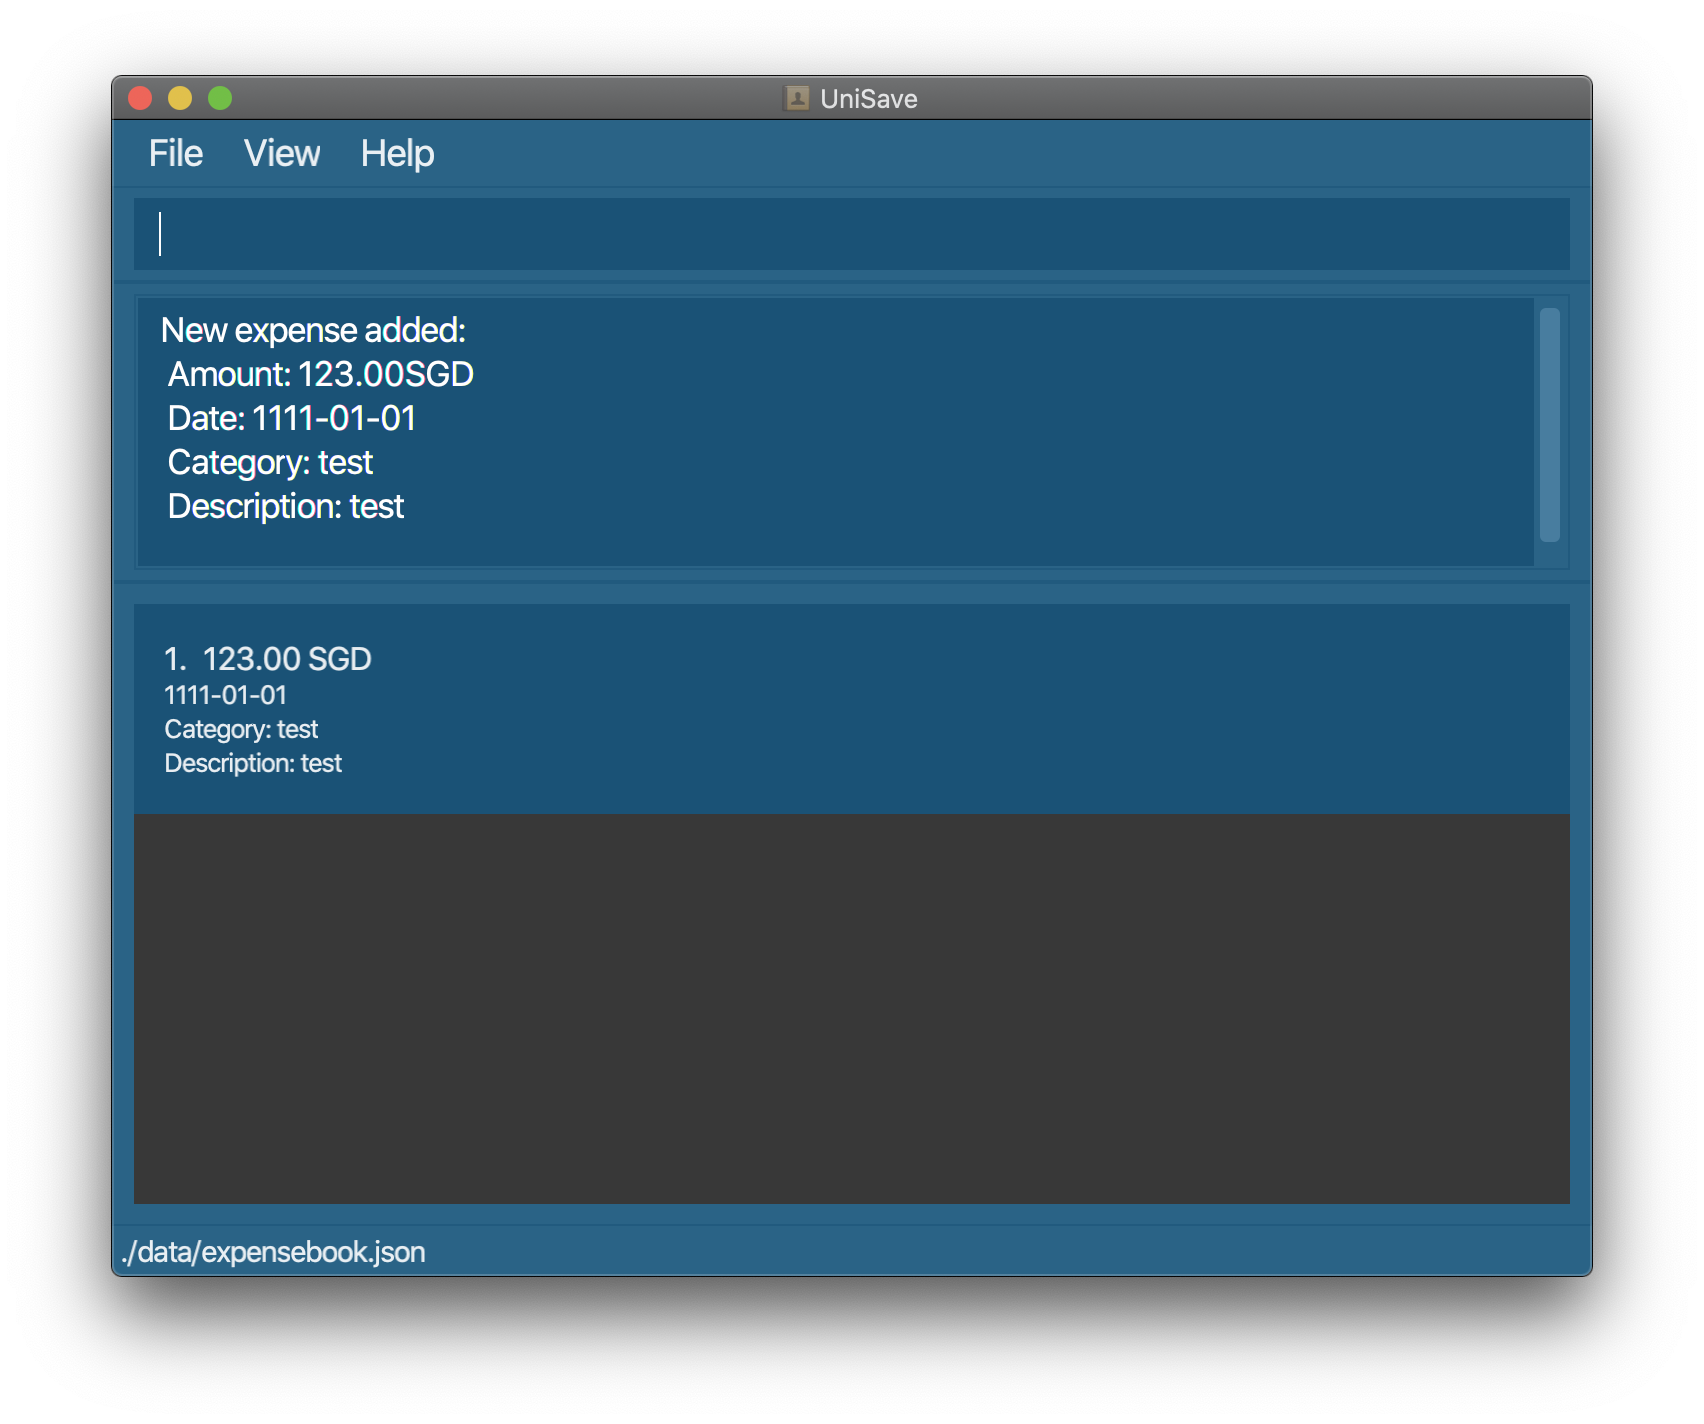 UniSave
File View Help
New expense added:
Amount: 123.00SGD
Date: 1111-01-01
Category: test
Description: test
1. 123.00 SGD
1111-01-01
Category: test
Description: test
./data/expensebook.json